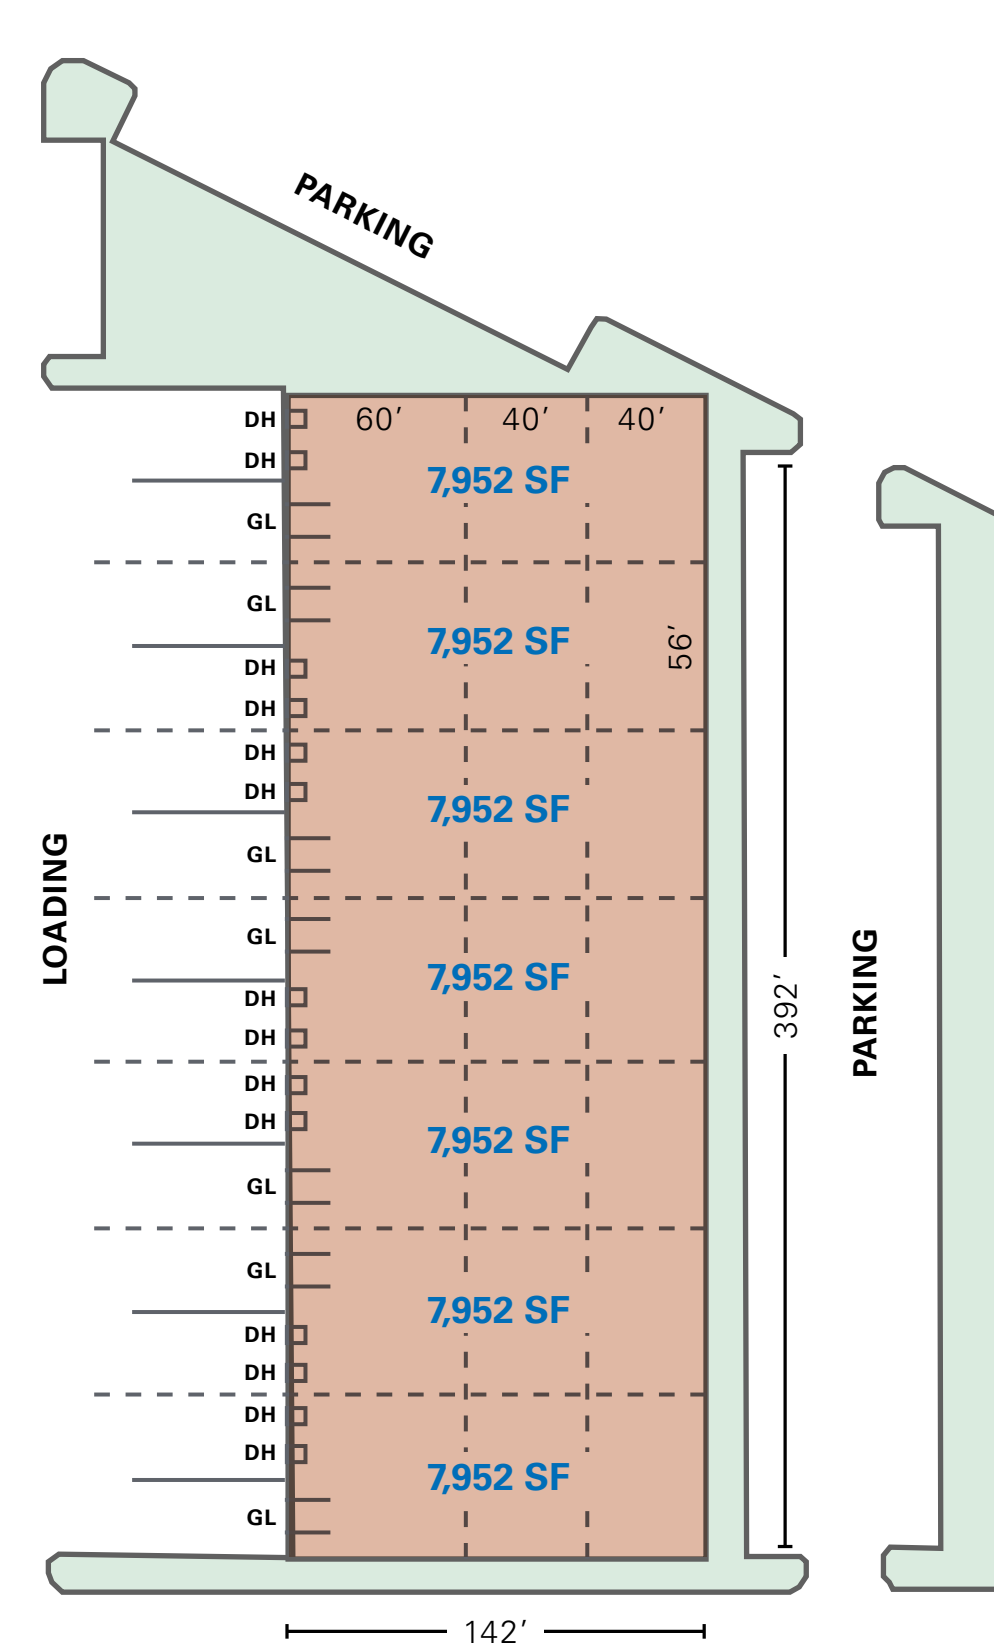 PARKING
DH
60′ 40′ 40′
DH
7,952 SF
GL
GL
7,952 SF
56′
DH
DH
DH
DH
7,952 SF
GL
LOADING
GL
7,952 SF
DH
392′
PARKING
DH
DH
DH
7,952 SF
GL
GL
7,952 SF
DH
DH
DH
DH
7,952 SF
GL
142′